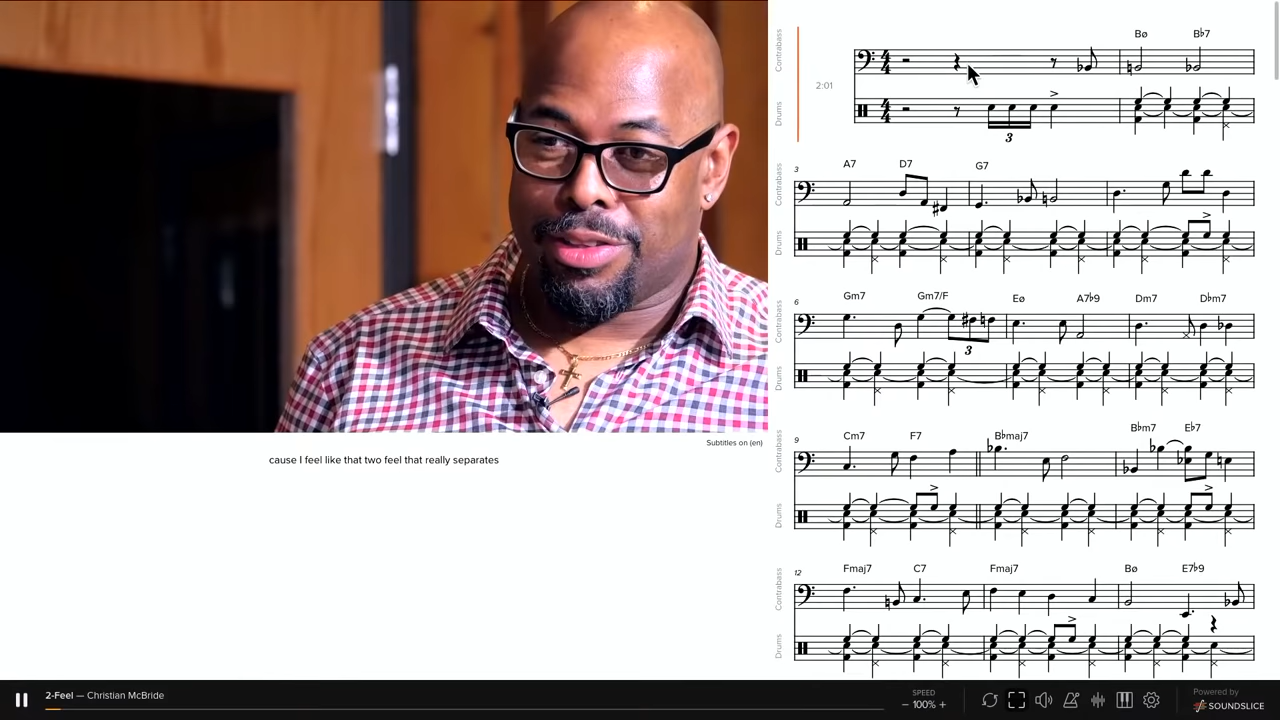 Contrabass
Bø B♭7
2:01
Drums
3
3
A7 D7 G7
Contrabass
Drums
6
Gm7 Gm7/F Eø A7♭9 Dm7 D♭m7
Contrabass
3
Drums
9
Cm7 F7 B♭maj7 B♭m7 E♭7
Contrabass
Drums
12
Fmaj7 C7 Fmaj7 Bø E7♭9
Contrabass
Drums
Subtitles on (en)
cause I feel like that two feel that really separates
2-Feel — Christian McBride
SPEED
− 100% +
Powered by
SOUNDSLICE